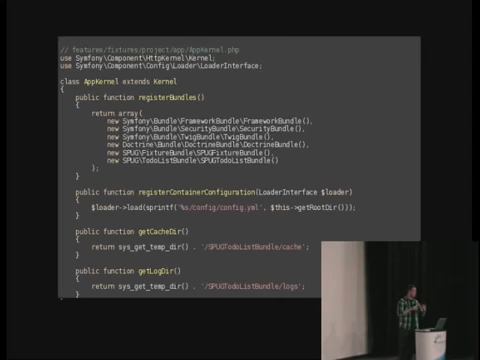 // features/fixtures/project/app/AppKernel.php
use Symfony\Component\HttpKernel\Kernel;
use Symfony\Component\Config\Loader\LoaderInterface;
class AppKernel extends Kernel
{
public function registerBundles()
{
return array(
new Symfony\Bundle\FrameworkBundle\FrameworkBundle(),
new Symfony\Bundle\SecurityBundle\SecurityBundle(),
new Symfony\Bundle\TwigBundle\TwigBundle(),
new Doctrine\Bundle\DoctrineBundle\DoctrineBundle(),
new SPUG\FixtureBundle\SPUGFixtureBundle(),
new SPUG\TodoListBundle\SPUGTodoListBundle()
);
}
public function registerContainerConfiguration(LoaderInterface $loader)
{
$loader->load(sprintf('%s/config/config.yml', $this->getRootDir()));
}
public function getCacheDir()
{
return sys_get_temp_dir() . '/SPUGTodoListBundle/cache';
}
public function getLogDir()
{
return sys_get_temp_dir() . '/SPUGTodoListBundle/logs';
}